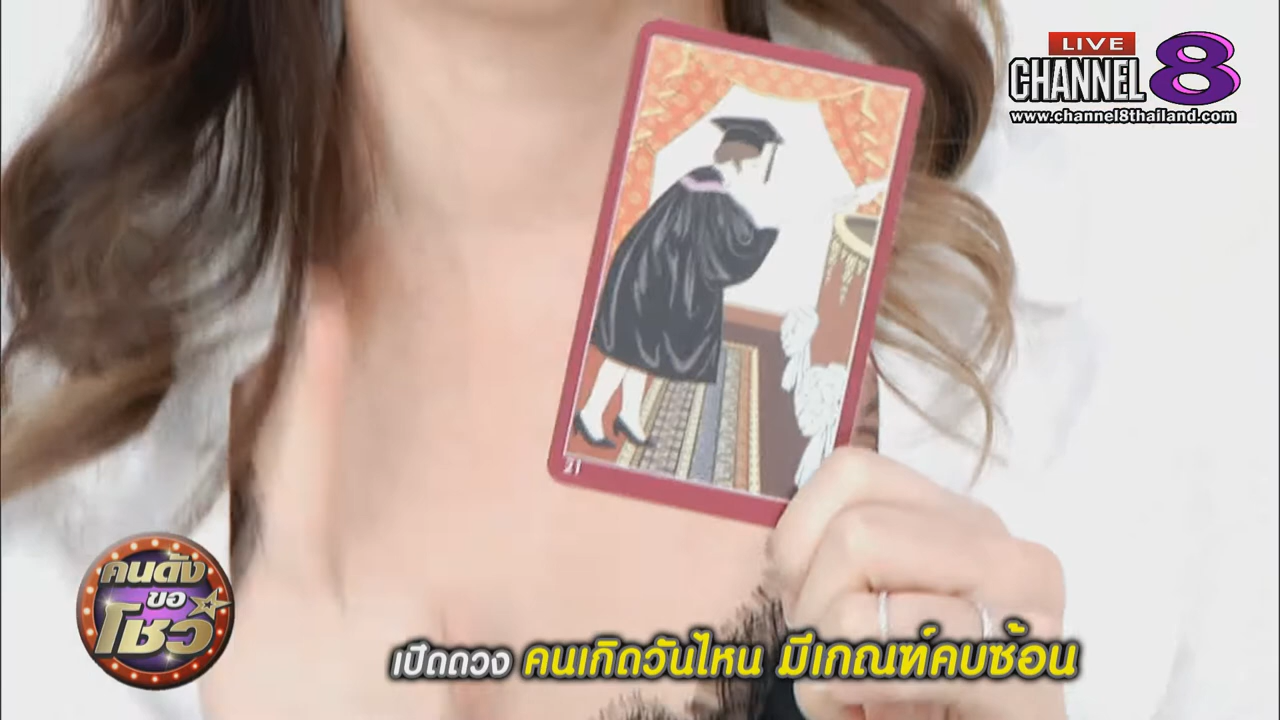 LIVE
CHANNEL 8
www.channel8thailand.com
21
คนดัง
ขอ
โชว์
เปิดดวง คนเกิดวันไหน มีเกณฑ์คบซ้อน